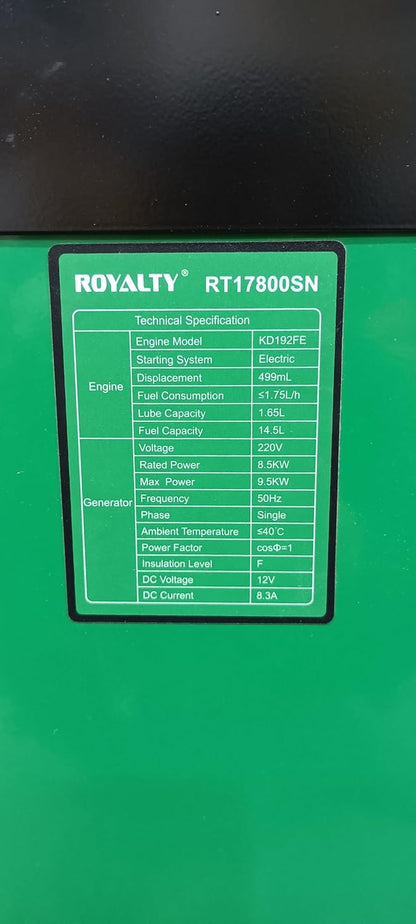 ROYALTY® RT17800SN
Technical Specification
Engine
Engine Model KD192FE
Starting System Electric
Displacement 499mL
Fuel Consumption ≤1.75L/h
Lube Capacity 1.65L
Fuel Capacity 14.5L
Generator
Voltage 220V
Rated Power 8.5KW
Max Power 9.5KW
Frequency 50Hz
Phase Single
Ambient Temperature ≤40°C
Power Factor cosΦ=1
Insulation Level F
DC Voltage 12V
DC Current 8.3A